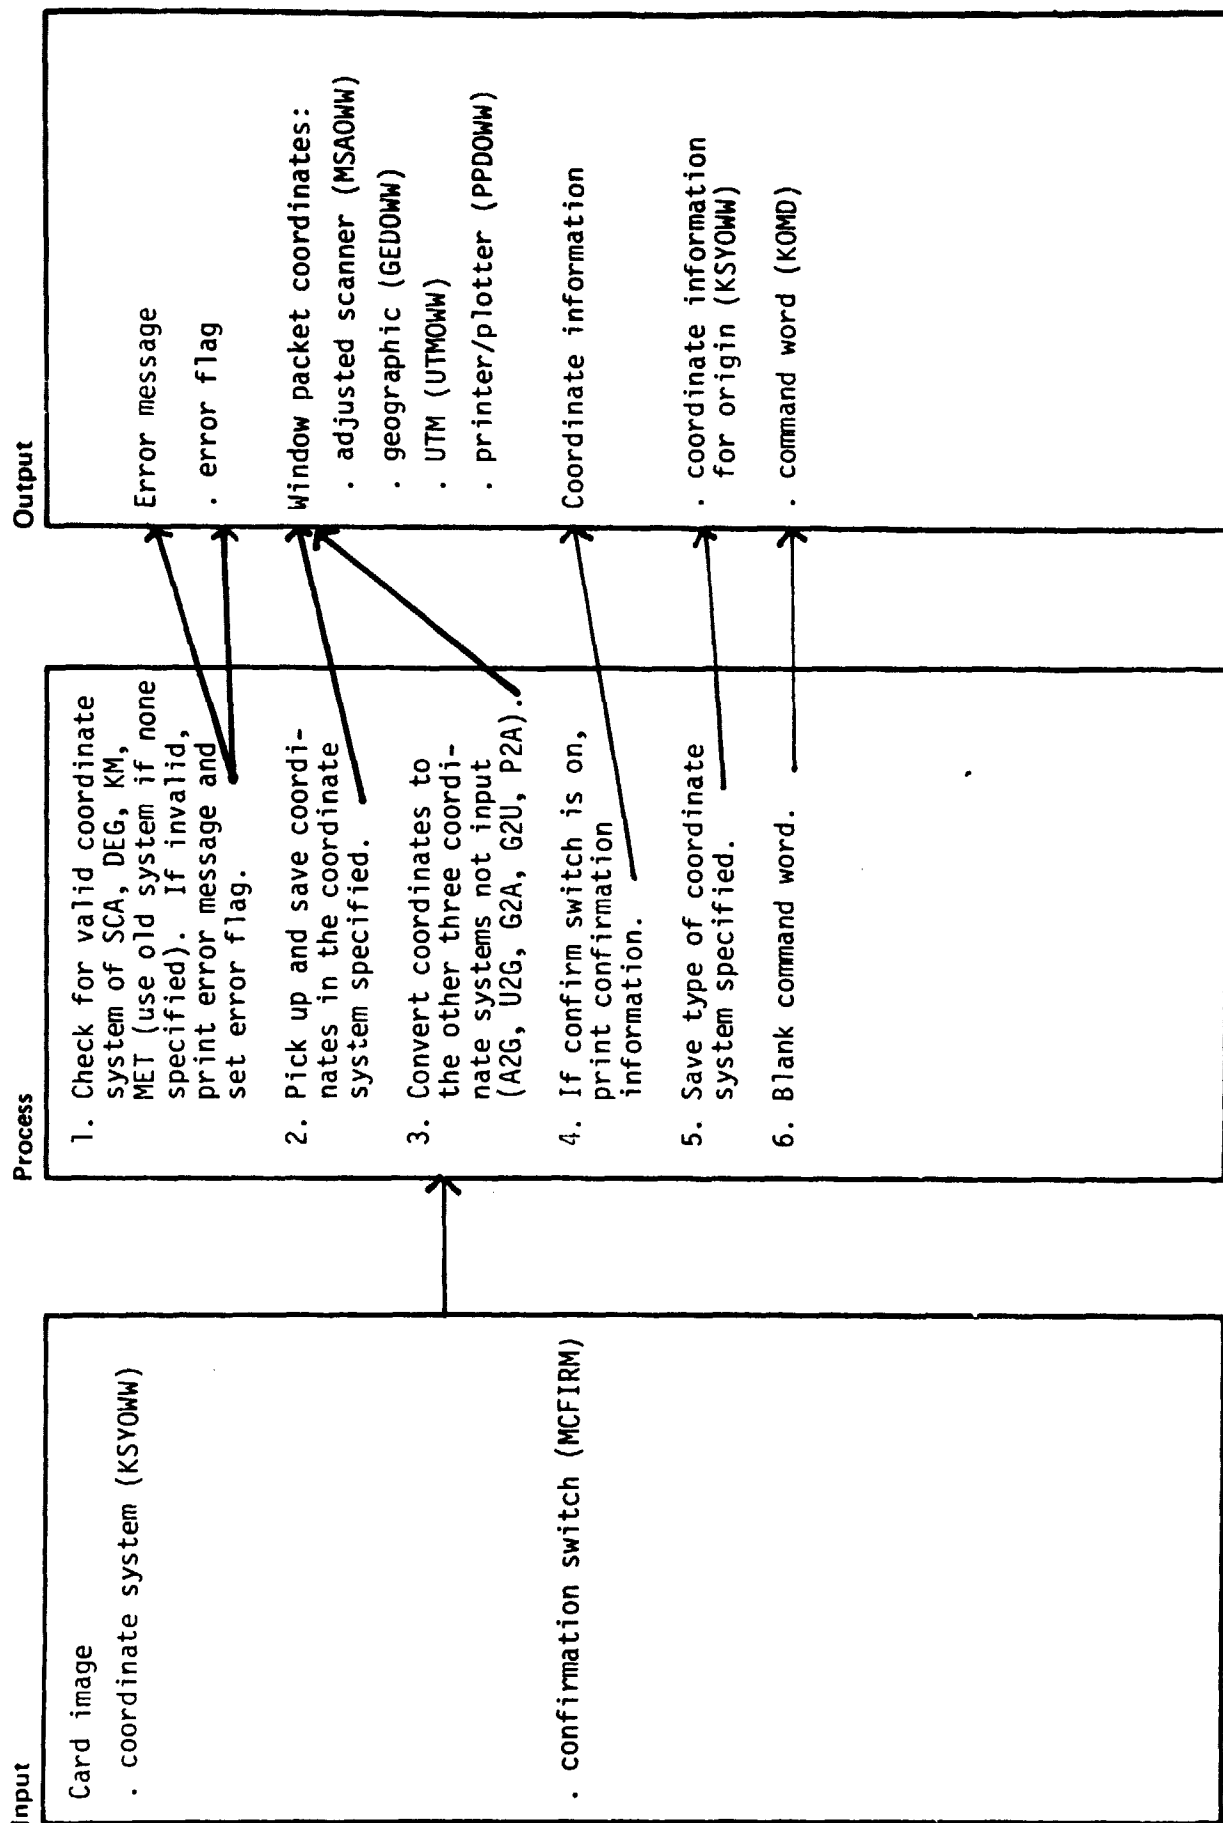 Input
Card image
. coordinate system (KSYOWW)
. confirmation switch (MCFIRM)
Process
1. Check for valid coordinate
system of SCA, DEG, KM,
MET (use old system if none
specified). If invalid,
print error message and
set error flag.
2. Pick up and save coordi-
nates in the coordinate
system specified.
3. Convert coordinates to
the other three coordi-
nate systems not input
(A2G, U2G, G2A, G2U, P2A).
4. If confirm switch is on,
print confirmation
information.
5. Save type of coordinate
system specified.
6. Blank command word.
Output
Error message
. error flag
Window packet coordinates:
. adjusted scanner (MSAOWW)
. geographic (GEDOWW)
. UTM (UTMOWW)
. printer/plotter (PPDOWW)
Coordinate information
. coordinate information
for origin (KSYOWW)
. command word (KOMD)